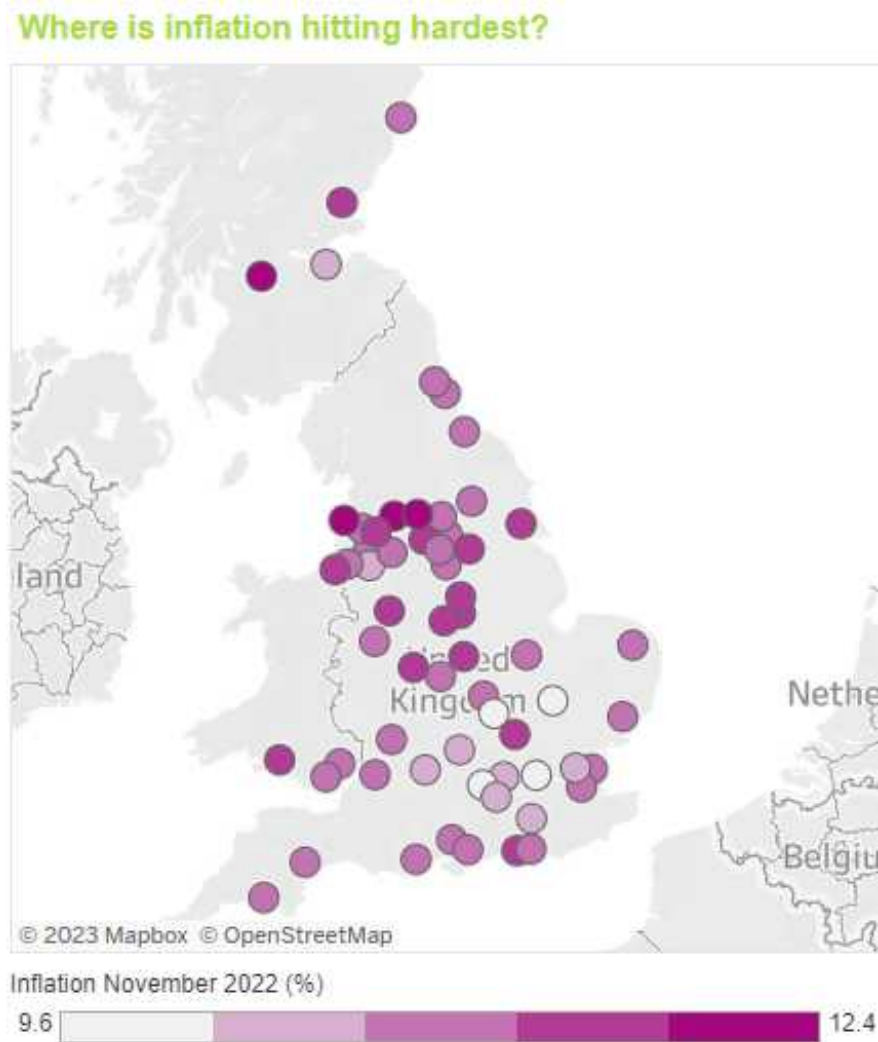 Where is inflation hitting hardest?
land
United
Kingdom
Nethe
Belgiu
© 2023 Mapbox © OpenStreetMap
Inflation November 2022 (%)
9.6
12.4